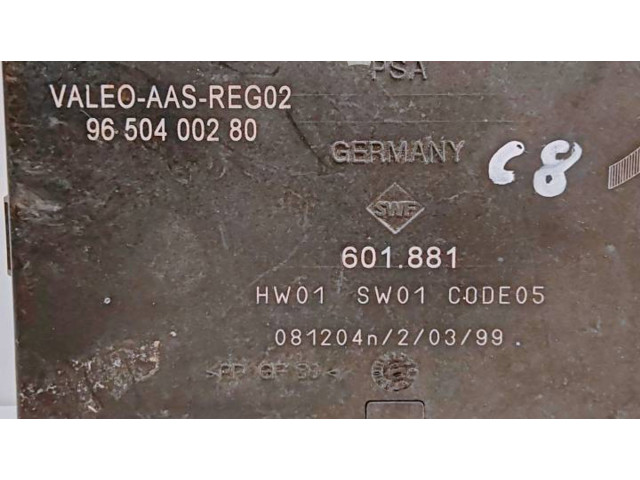 PSA
VALEO-AAS-REG02
96 504 002 80
GERMANY
C8
SWF
601.881
HW01 SW01 CODE05
081204n/2/03/99.